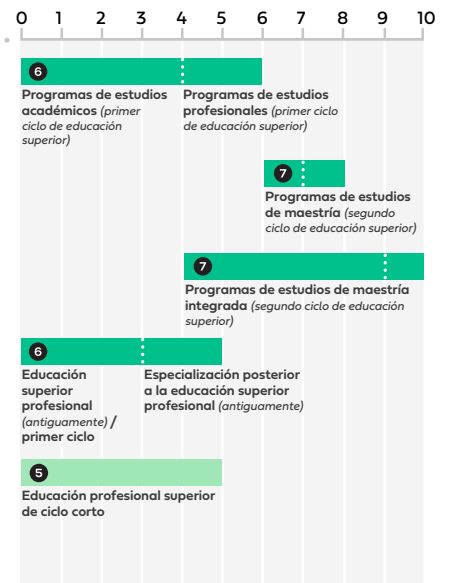 0 1 2 3 4 5 6 7 8 9 10
6
Programas de estudios
académicos (primer
ciclo de educación
superior)
Programas de estudios
profesionales (primer ciclo
de educación superior)
7
Programas de estudios
de maestría (segundo
ciclo de educación superior)
7
Programas de estudios de maestría
integrada (segundo ciclo de educación
superior)
6
Educación
superior
profesional
(antiguamente) /
primer ciclo
Especialización posterior
a la educación superior
profesional (antiguamente)
5
Educación profesional superior
de ciclo corto